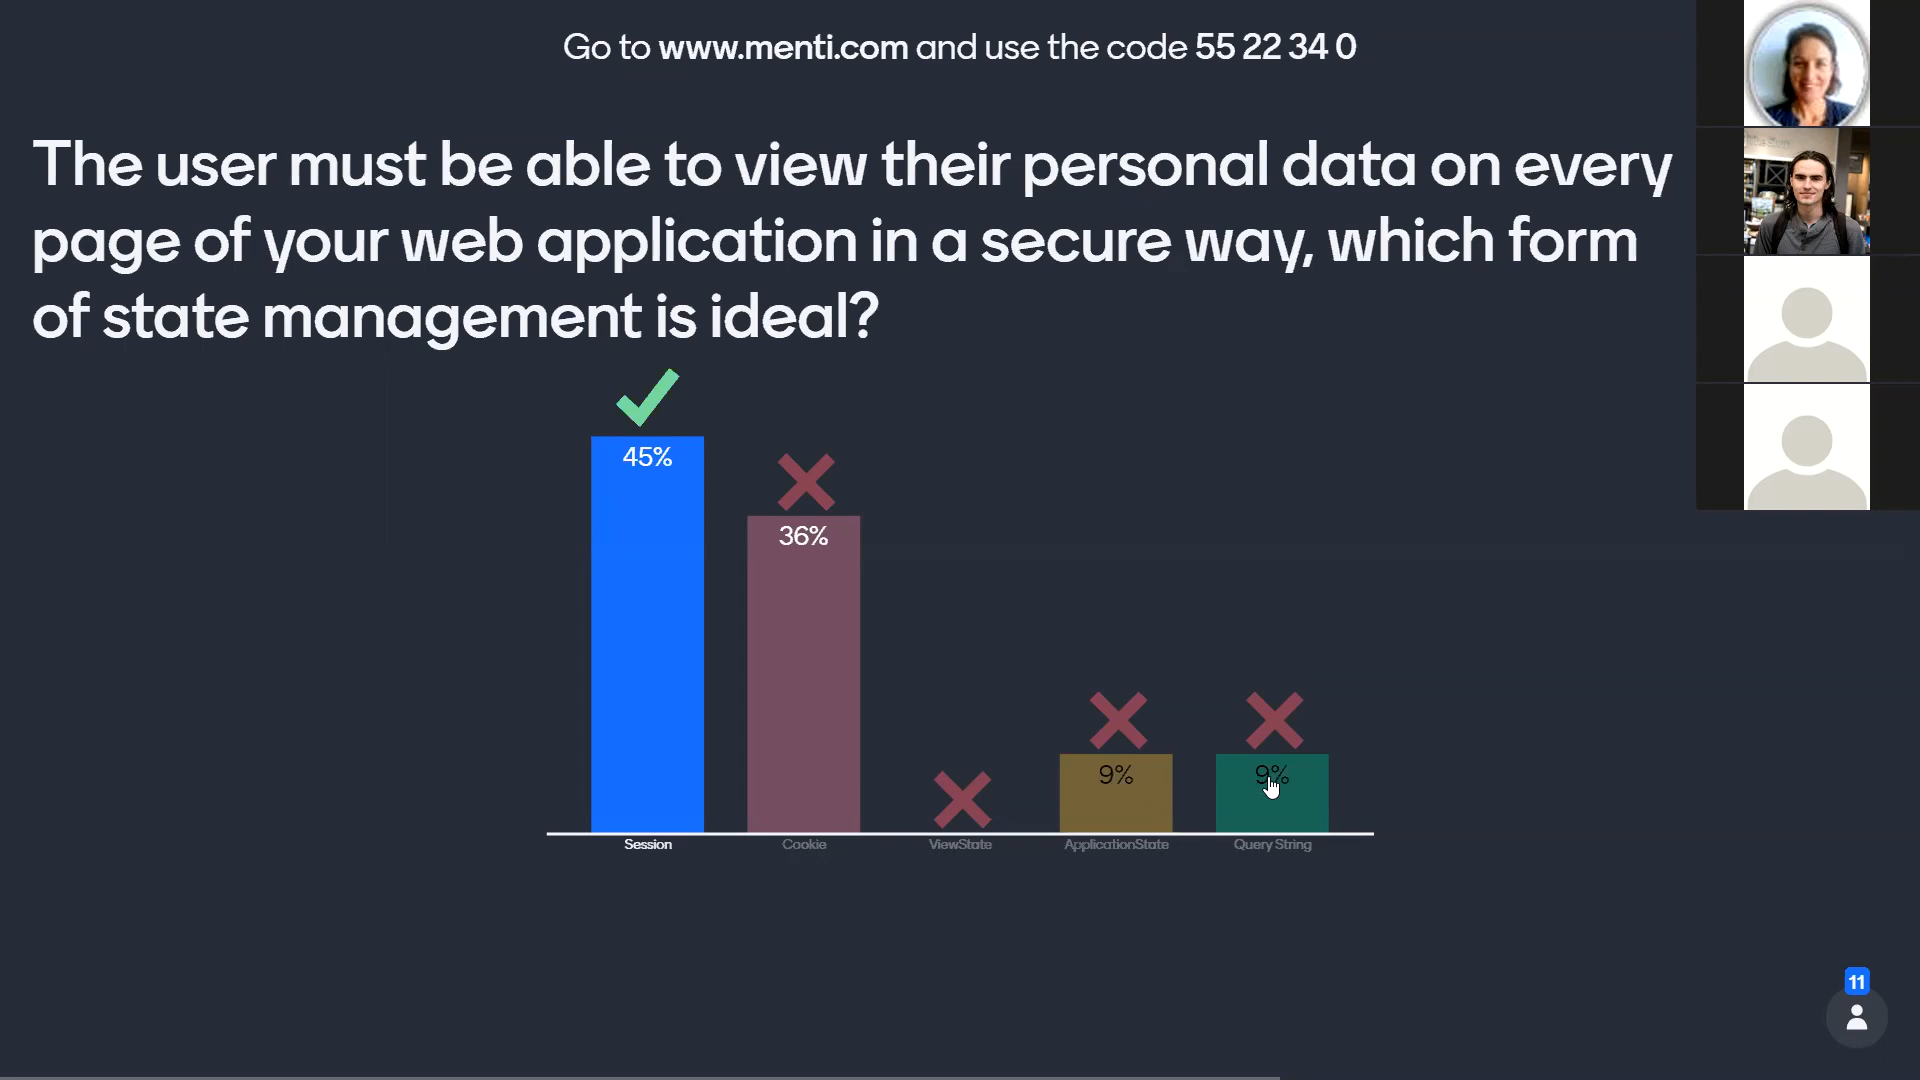 Go to www.menti.com and use the code 55 22 34 0
The user must be able to view their personal data on every
page of your web application in a secure way, which form
of state management is ideal?
45%
36%
9%
9%
Session
Cookie
ViewState
ApplicationState
Query String
11